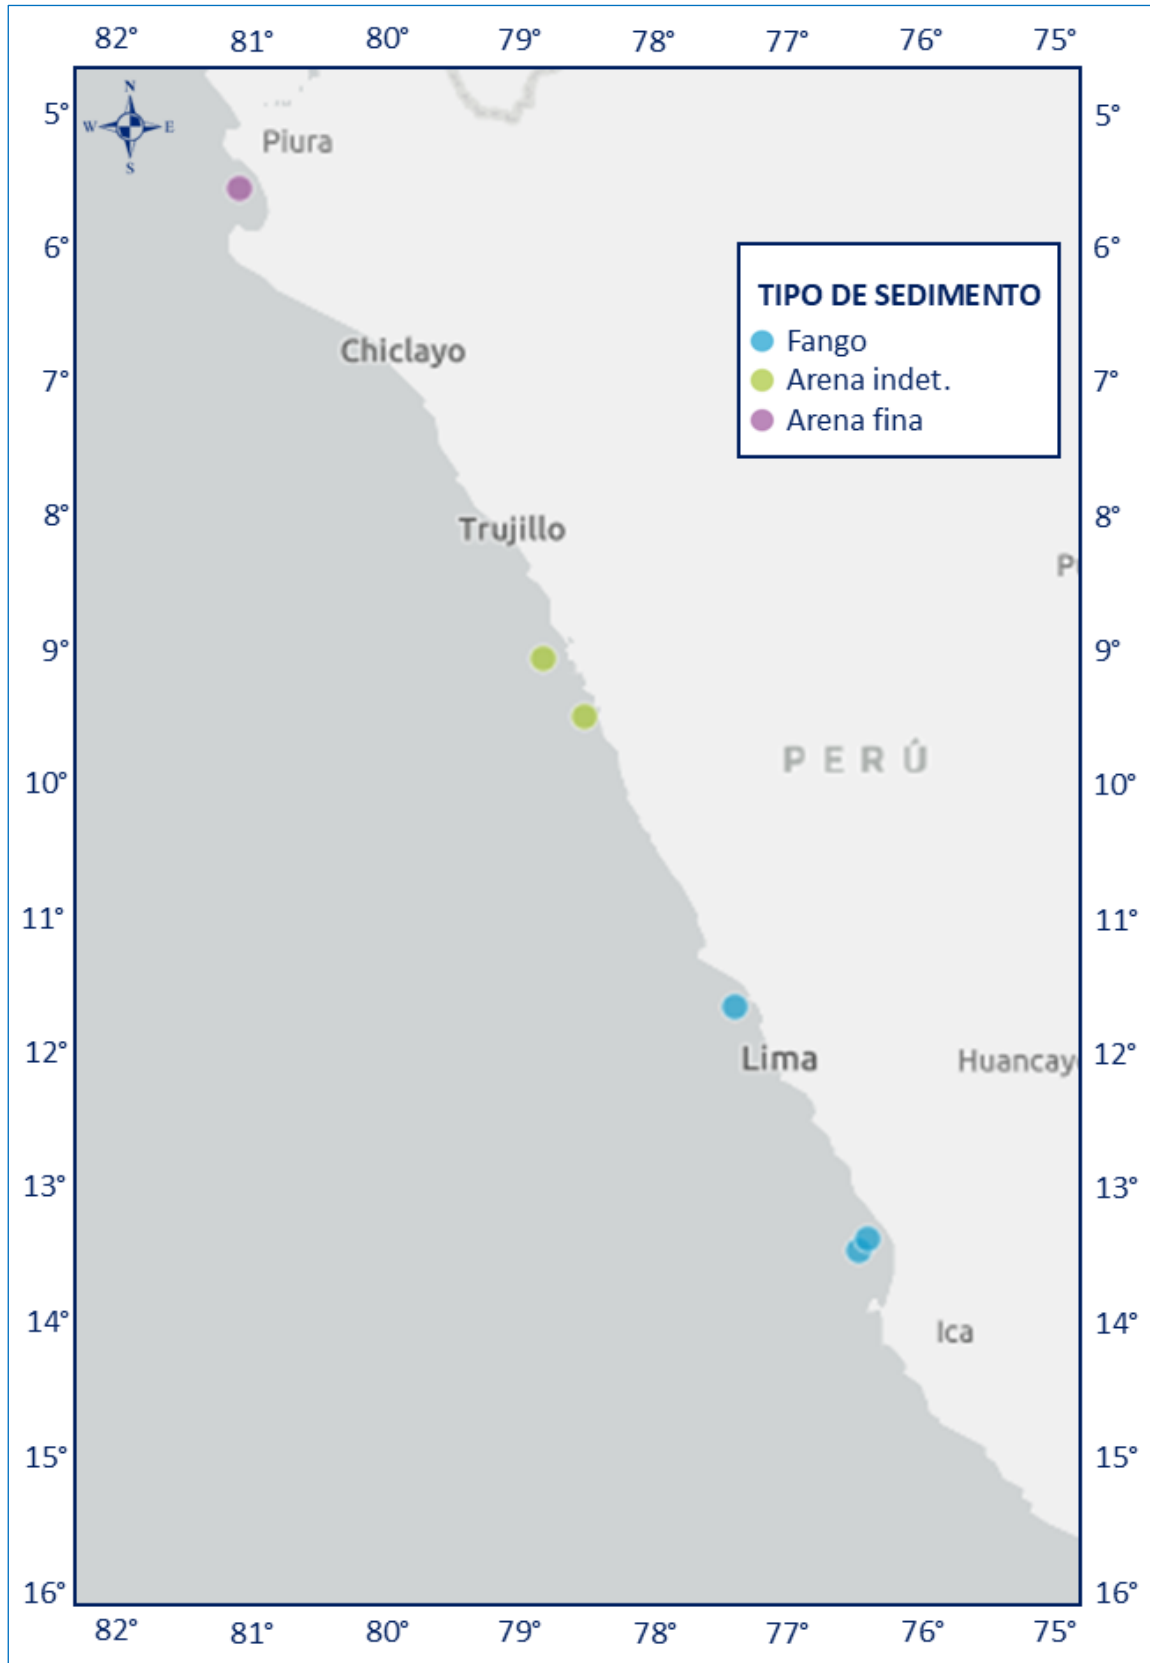 82° 81° 80° 79° 78° 77° 76° 75°
N
W E
S
5° 5°
Piura
6° 6°
TIPO DE SEDIMENTO
Fango
Arena indet.
Arena fina
Chiclayo
7° 7°
8° 8°
Trujillo
P
9° 9°
PERÚ
10° 10°
11° 11°
12° 12°
Lima
Huancay
13° 13°
14° 14°
Ica
15° 15°
16° 16°
82° 81° 80° 79° 78° 77° 76° 75°